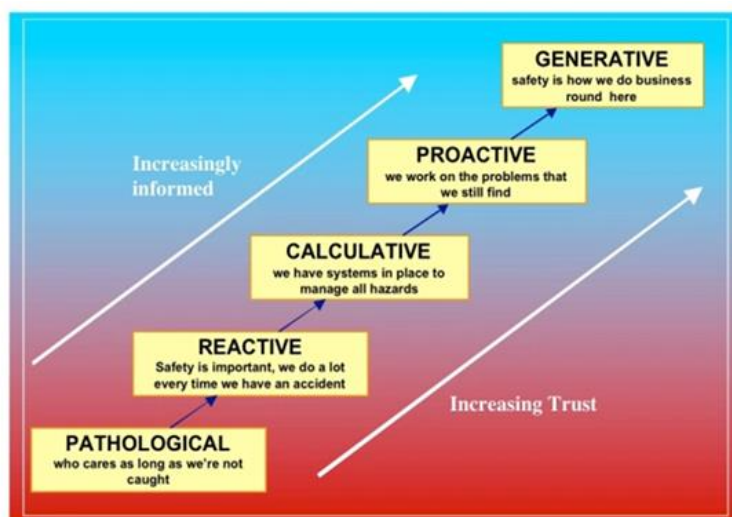 GENERATIVE
safety is how we do business
round here
PROACTIVE
we work on the problems that
we still find
Increasingly
informed
CALCULATIVE
we have systems in place to
manage all hazards
REACTIVE
Safety is important, we do a lot
every time we have an accident
Increasing Trust
PATHOLOGICAL
who cares as long as we're not
caught